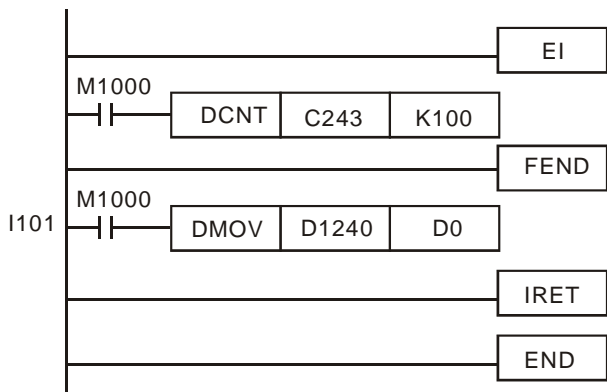 EI
M1000
DCNT C243 K100
FEND
M1000
I101 DMOV D1240 D0
IRET
END